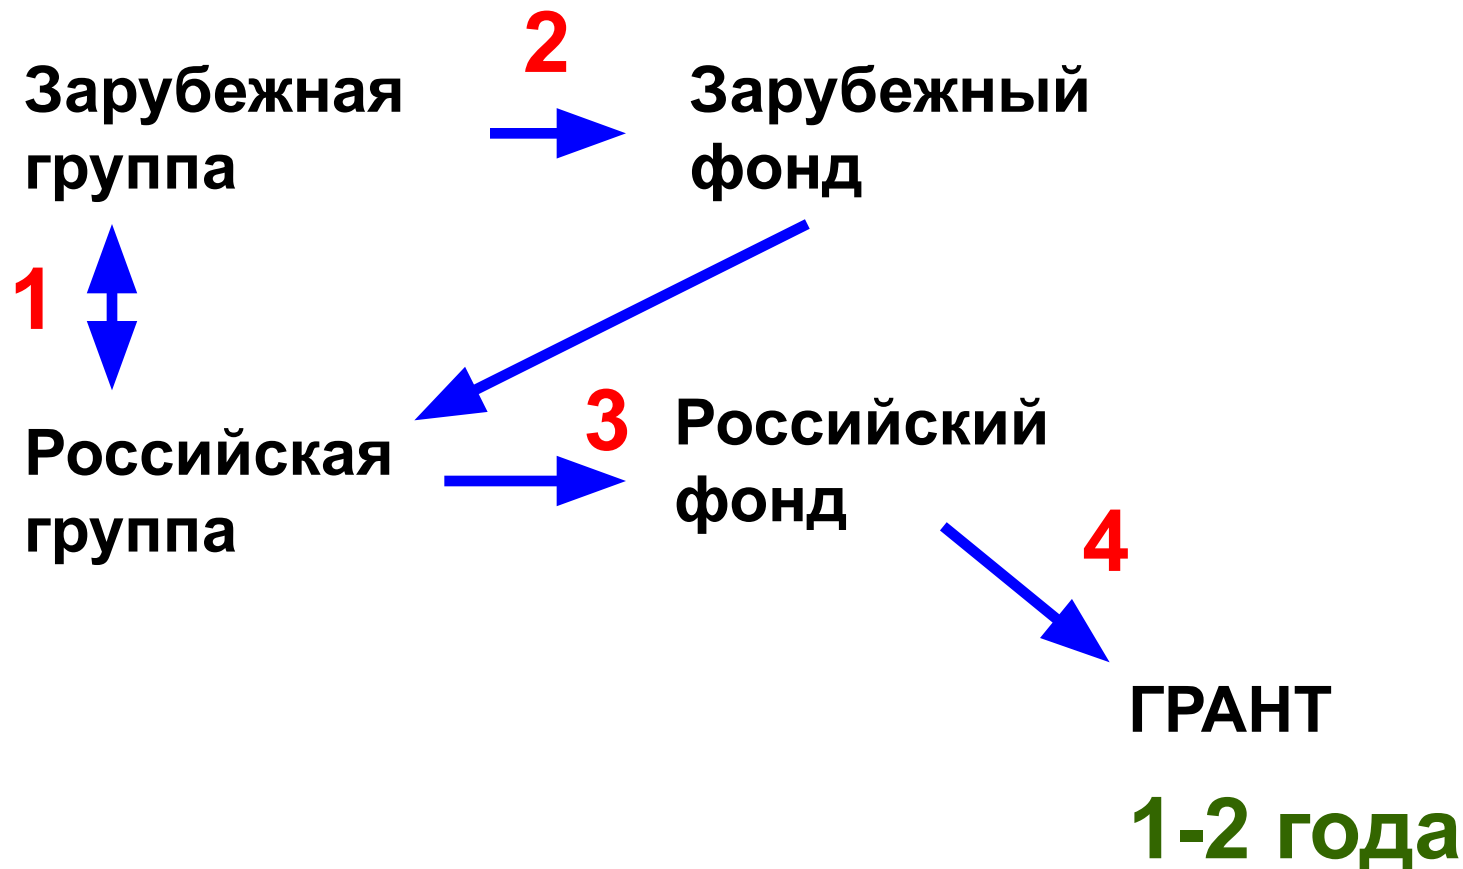 2
Зарубежная
группа
Зарубежный
фонд
1
3
Российская
группа
Российский
фонд
4
ГРАНТ
1-2 года